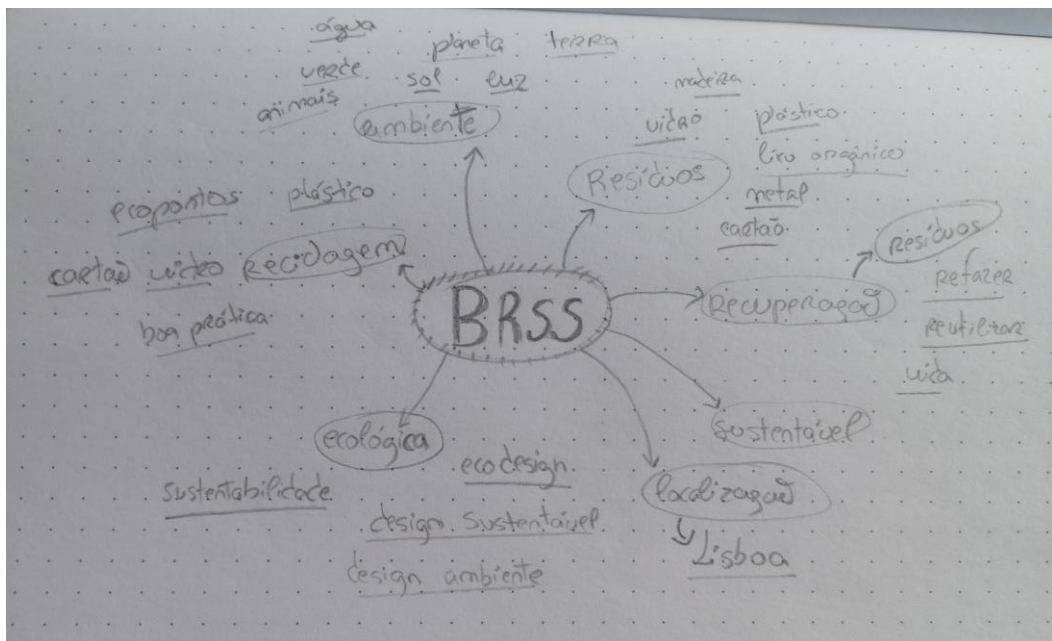 água
planeta terra
verde sol luz
animais
ambiente
madeira
vidro plástico
lixo orgânico
Resíduos
metal
cartão
ecopontos plástico
cartão vidro Reciclagem
boa prática
BRSS
Recuperação
Resíduos
Refazer
Reutilizar
vida
sustentável
ecológica
ecodesign
sustentabilidade
design sustentável
design ambiente
localização
Lisboa